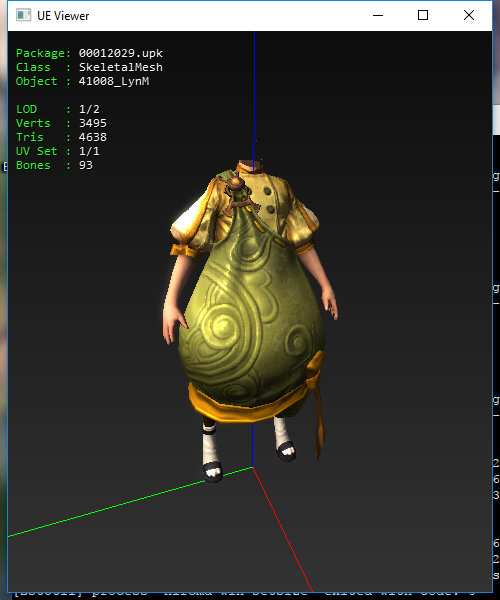 UE Viewer
Package: 00012029.upk
Class : SkeletalMesh
Object : 41008_LynM
LOD : 1/2
Verts : 3495
Tris : 4638
UV Set : 1/1
Bones : 93